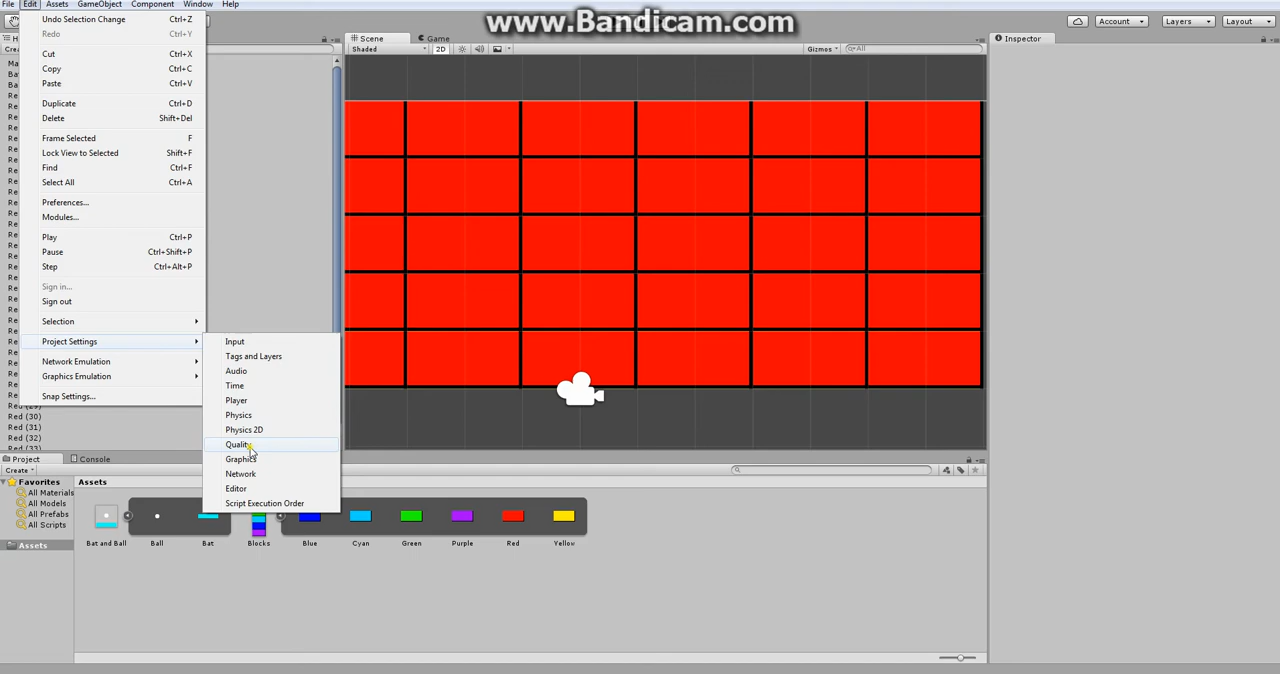 File Edit Assets GameObject Component Window Help
www.Bandicam.com
Account Layers Layout
Undo Selection Change Ctrl+Z
Redo Ctrl+Y
Cut Ctrl+X
Copy Ctrl+C
Paste Ctrl+V
Duplicate Ctrl+D
Delete Shift+Del
Frame Selected F
Lock View to Selected Shift+F
Find Ctrl+F
Select All Ctrl+A
Preferences...
Modules...
Play Ctrl+P
Pause Ctrl+Shift+P
Step Ctrl+Alt+P
Sign in...
Sign out
Selection
Project Settings
Network Emulation
Graphics Emulation
Snap Settings...
Input
Tags and Layers
Audio
Time
Player
Physics
Physics 2D
Quality
Graphics
Network
Editor
Script Execution Order
Scene Game
Shaded 2D Gizmos All
Inspector
Red (29)
Red (30)
Red (31)
Red (32)
Red (33)
Project Console
Create
Favorites
All Materials
All Models
All Prefabs
All Scripts
Assets
Assets
Bat and Ball Ball Bat Blocks Blue Cyan Green Purple Red Yellow